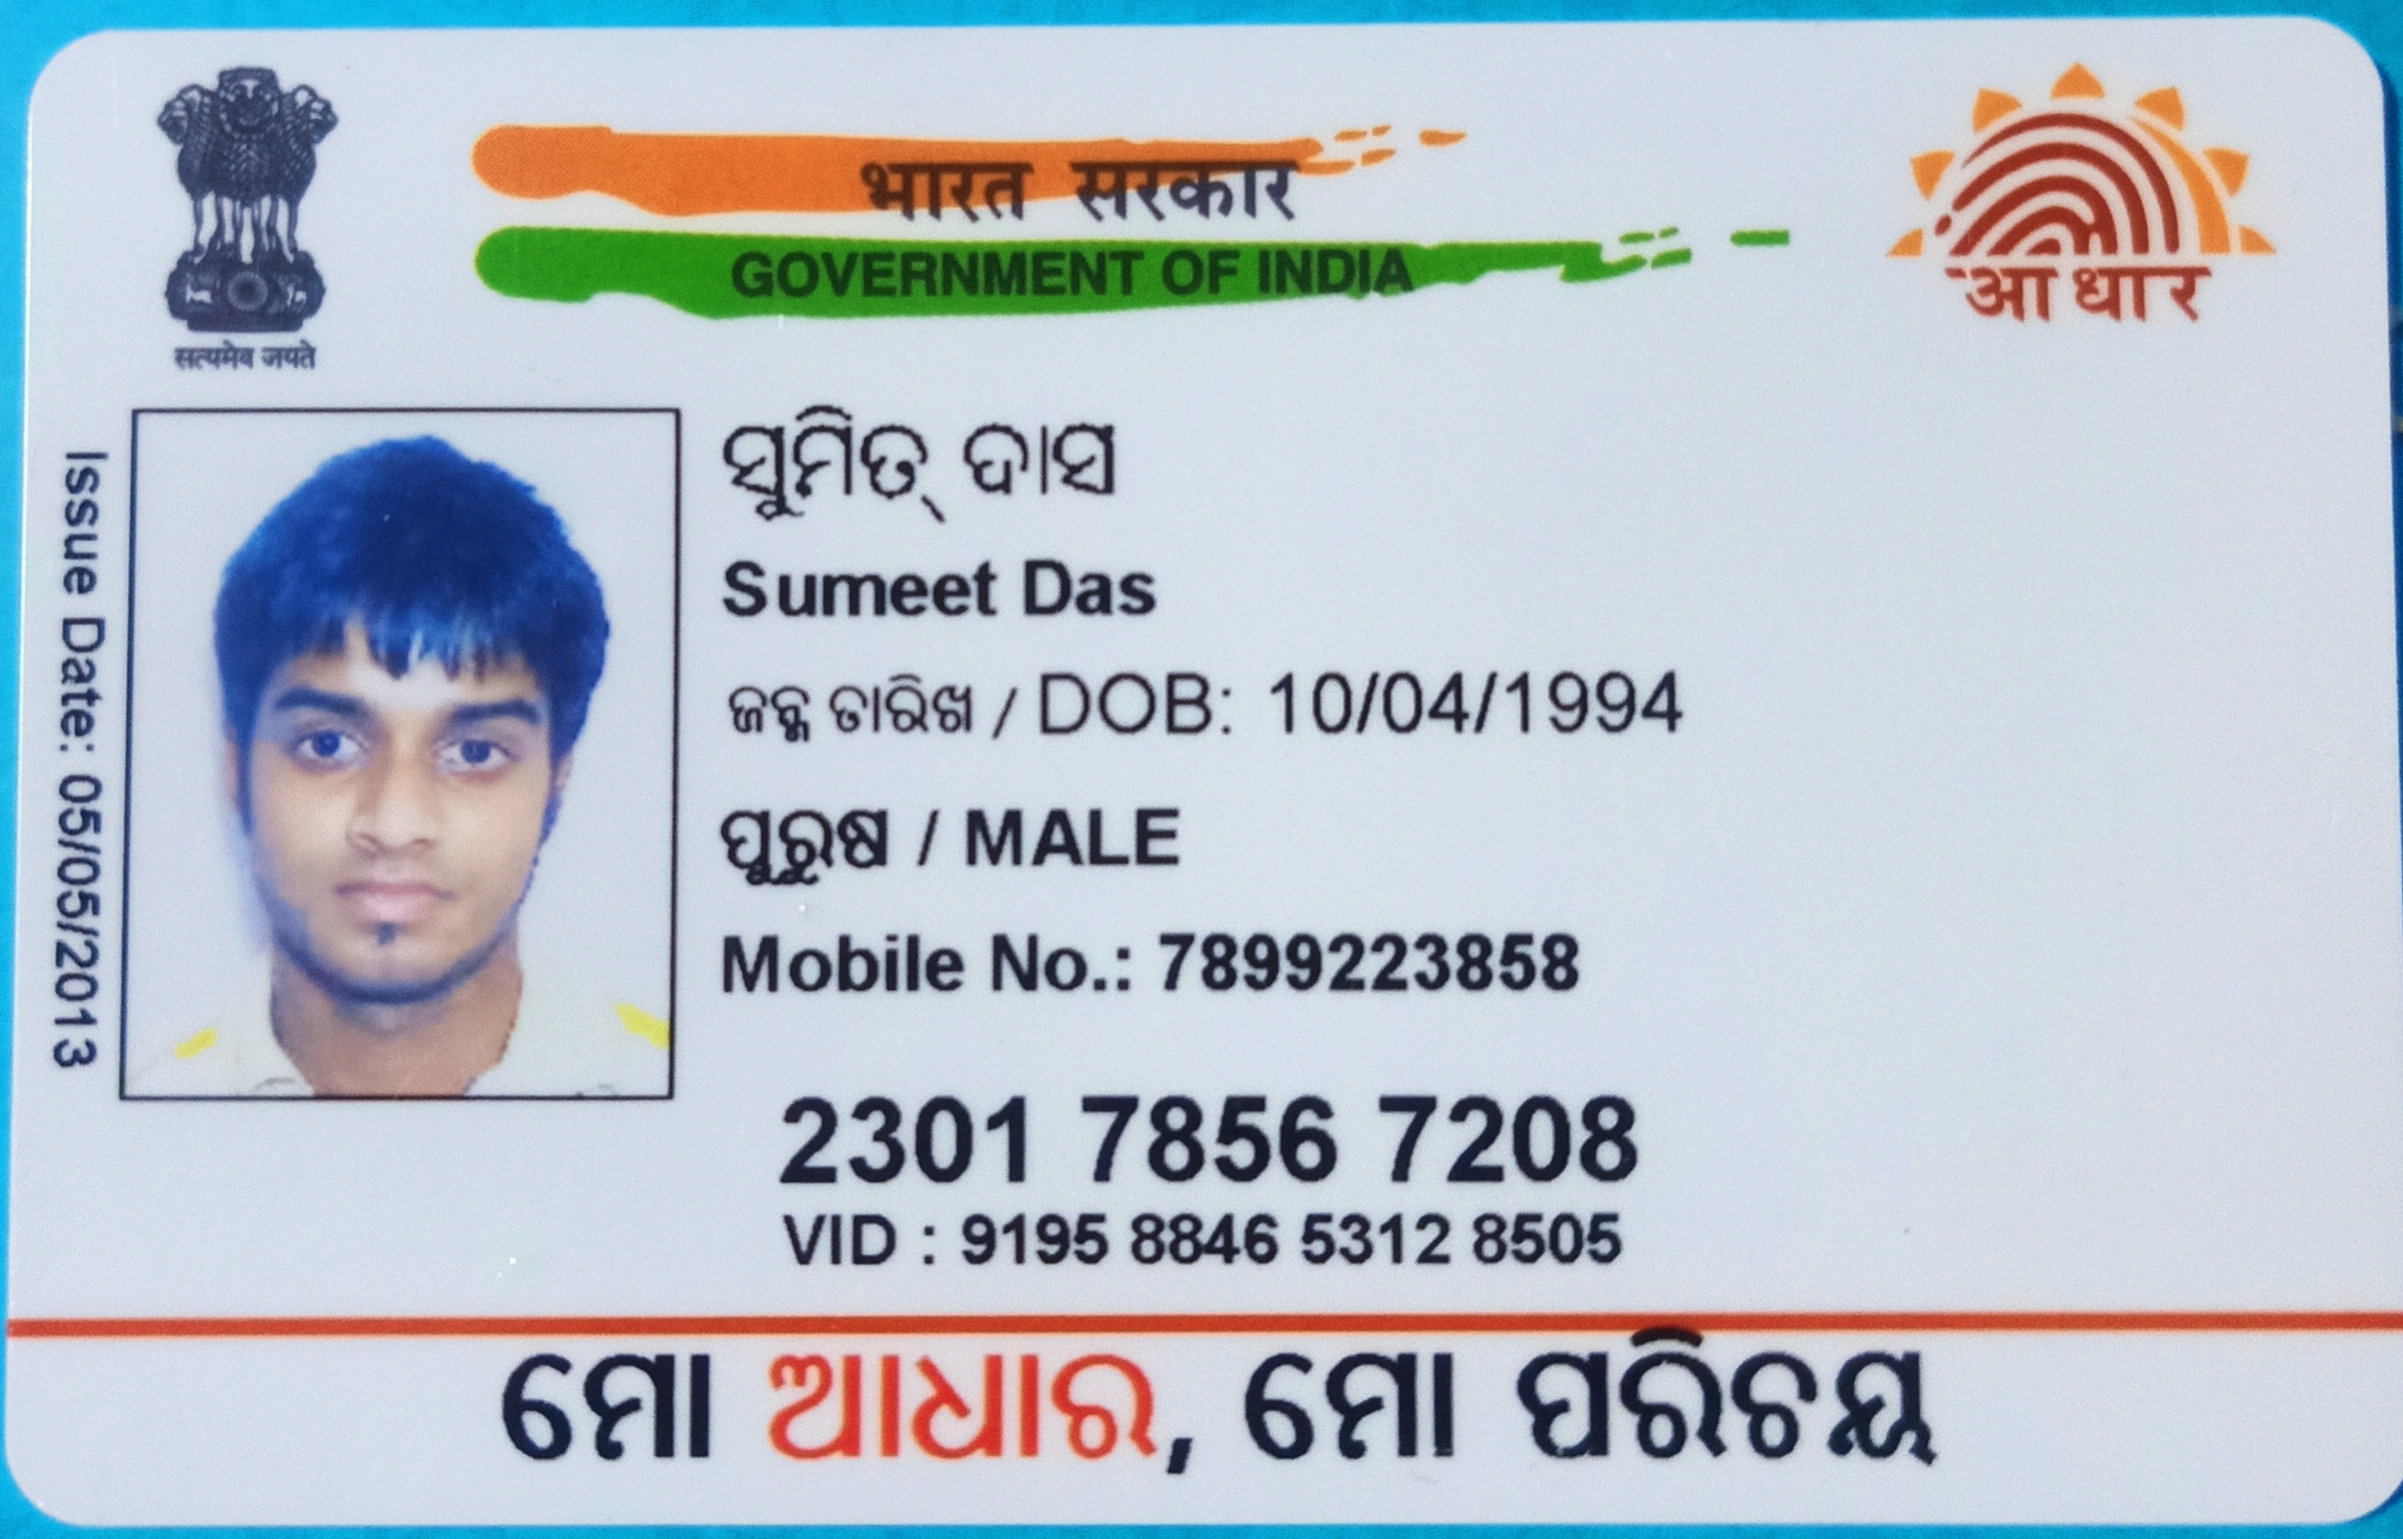 सत्यमेव जयते
भारत सरकार
GOVERNMENT OF INDIA
आधार
Issue Date: 05/05/2013
ସୁମିତ୍ ଦାସ
Sumeet Das
ଜନ୍ମ ତାରିଖ / DOB: 10/04/1994
ପୁରୁଷ / MALE
Mobile No.: 7899223858
2301 7856 7208
VID : 9195 8846 5312 8505
ମୋ ଆଧାର, ମୋ ପରିଚୟ